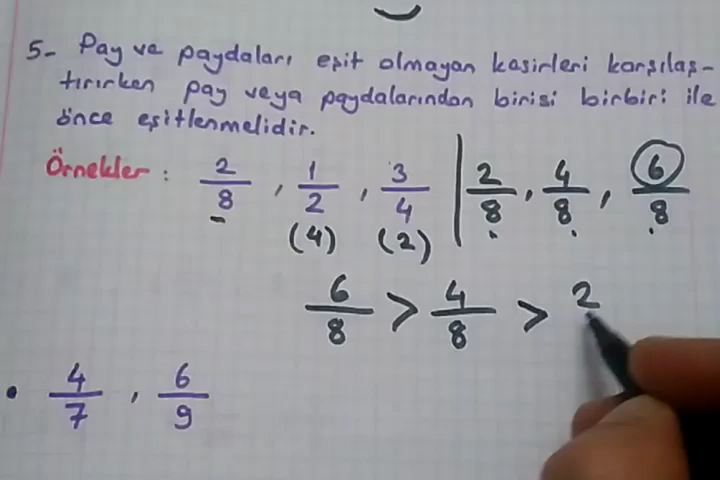 5- Pay ve paydaları eşit olmayan kesirleri karşılaş-
tırırken pay veya paydalarından birisi birbiri ile
önce eşitlenmelidir.
Örnekler: 2/8, 1/2, 3/4 | 2/8, 4/8, 6/8
(4) (2)
6/8 > 4/8 > 2
• 4/7, 6/9